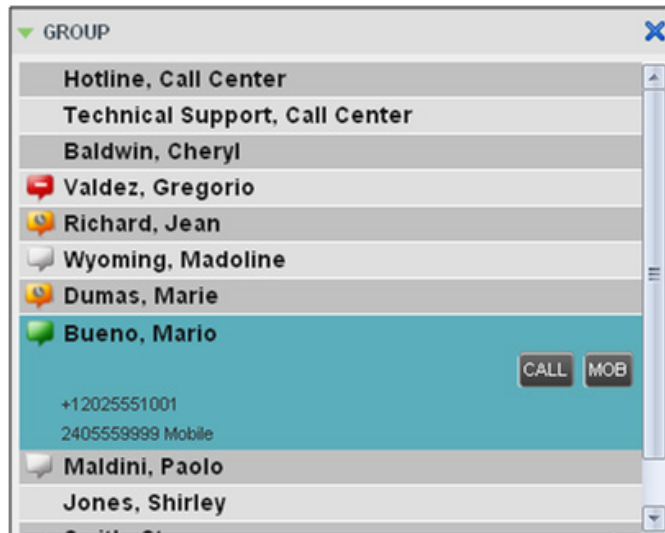 GROUP
Hotline, Call Center
Technical Support, Call Center
Baldwin, Cheryl
Valdez, Gregorio
Richard, Jean
Wyoming, Madoline
Dumas, Marie
Bueno, Mario
CALL MOB
+12025551001
2405559999 Mobile
Maldini, Paolo
Jones, Shirley